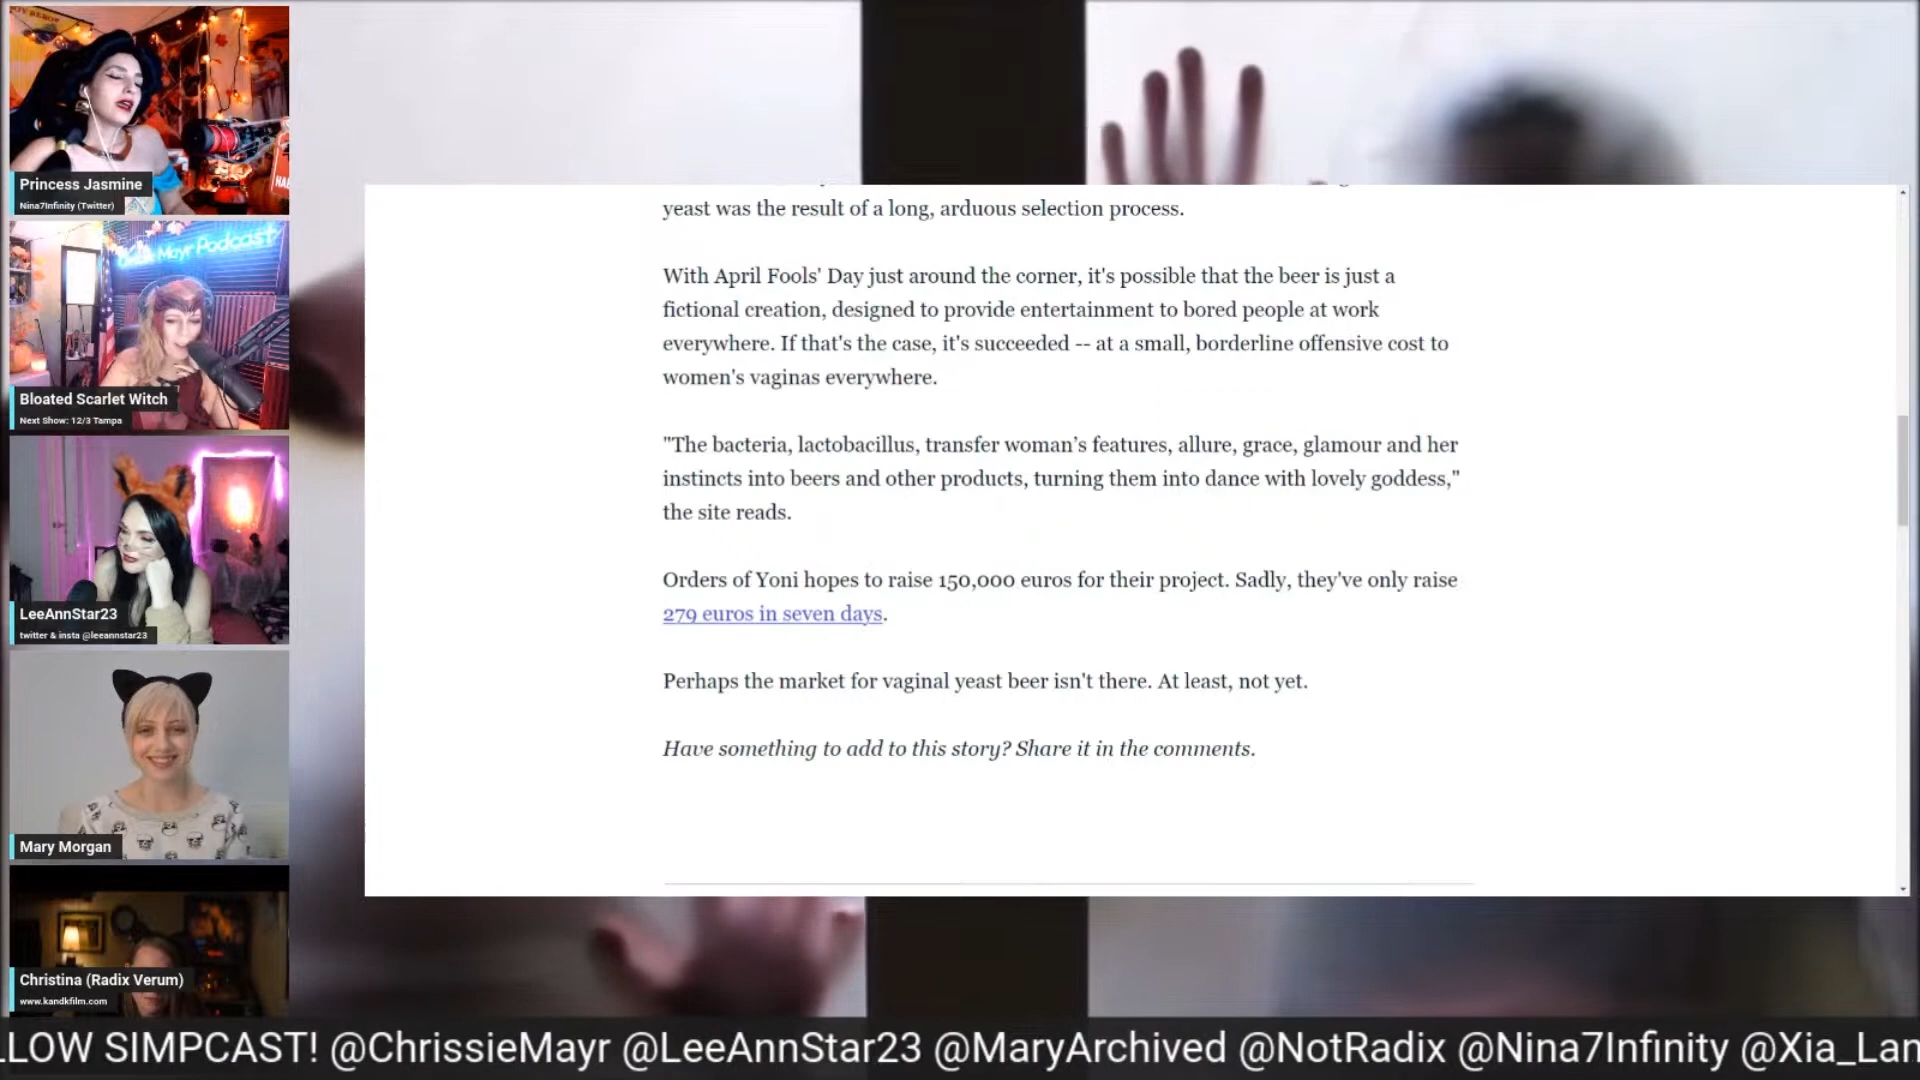 Princess Jasmine
Nina7Infinity (Twitter)
Mayr Podcast
Bloated Scarlet Witch
Next Show: 12/3 Tampa
LeeAnnStar23
twitter & insta @leeannstar23
Mary Morgan
Christina (Radix Verum)
www.kandkfilm.com
yeast was the result of a long, arduous selection process.
With April Fools' Day just around the corner, it's possible that the beer is just a
fictional creation, designed to provide entertainment to bored people at work
everywhere. If that's the case, it's succeeded -- at a small, borderline offensive cost to
women's vaginas everywhere.
"The bacteria, lactobacillus, transfer woman’s features, allure, grace, glamour and her
instincts into beers and other products, turning them into dance with lovely goddess,"
the site reads.
Orders of Yoni hopes to raise 150,000 euros for their project. Sadly, they've only raise
279 euros in seven days.
Perhaps the market for vaginal yeast beer isn't there. At least, not yet.
Have something to add to this story? Share it in the comments.
LLOW SIMPCAST! @ChrissieMayr @LeeAnnStar23 @MaryArchived @NotRadix @Nina7Infinity @Xia_Lan